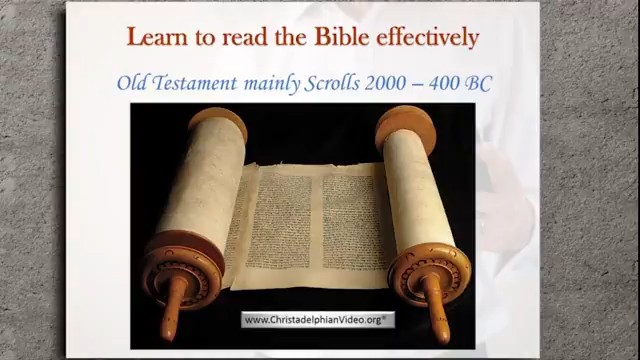 Learn to read the Bible effectively
Old Testament mainly Scrolls 2000 – 400 BC
www.ChristadelphianVideo.org®